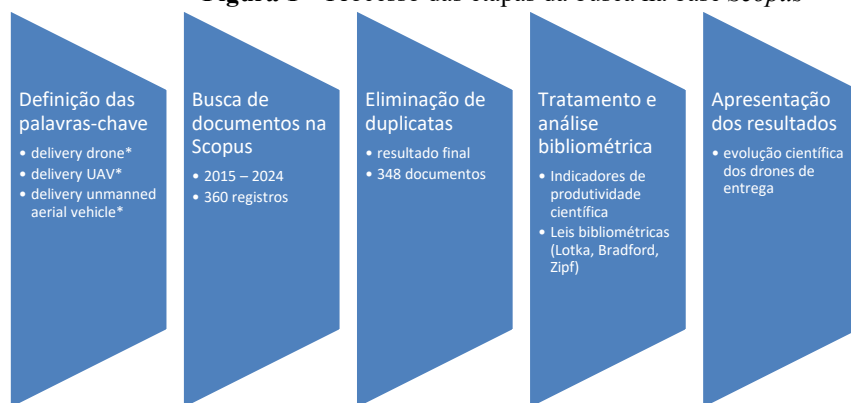 Definição das
palavras-chave
• delivery drone*
• delivery UAV*
• delivery unmanned
aerial vehicle*
Busca de
documentos na
Scopus
• 2015 – 2024
• 360 registros
Eliminação de
duplicatas
• resultado final
• 348 documentos
Tratamento e
análise
bibliométrica
• Indicadores de
produtividade
científica
• Leis bibliométricas
(Lotka, Bradford,
Zipf)
Apresentação
dos resultados
• evolução científica
dos drones de
entrega